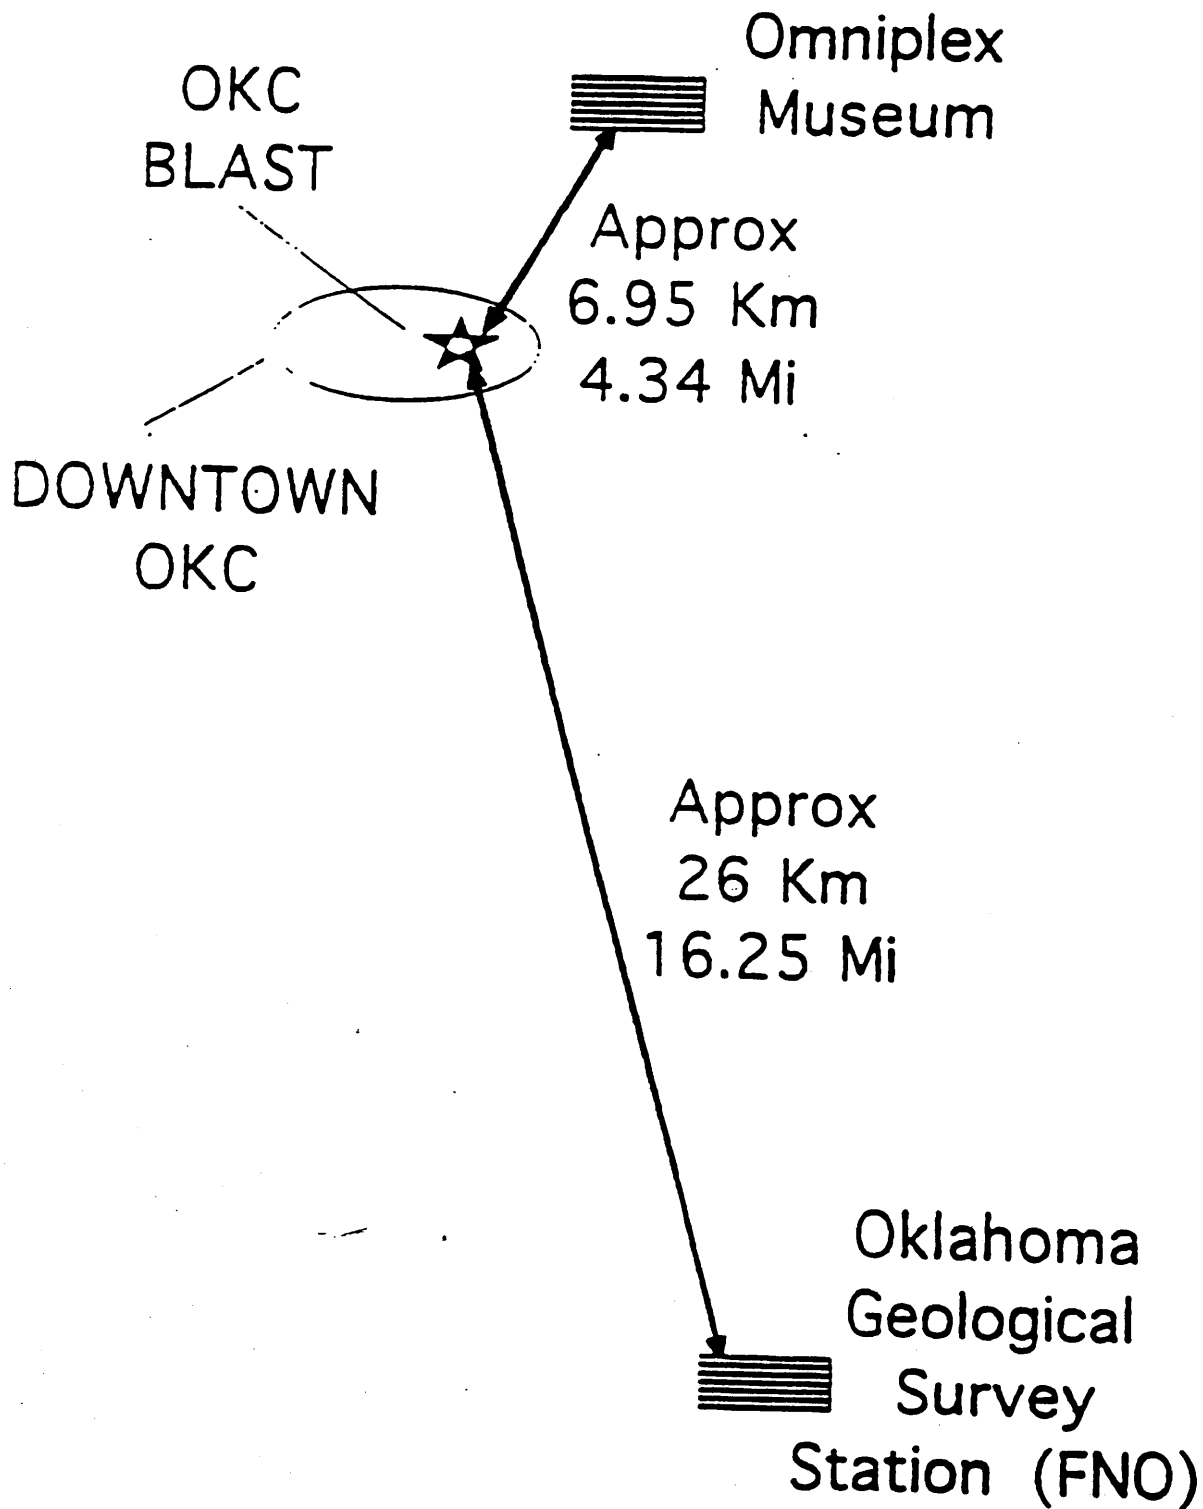 Omniplex
Museum
OKC
BLAST
Approx
6.95 Km
4.34 Mi
DOWNTOWN
OKC
Approx
26 Km
16.25 Mi
Oklahoma
Geological
Survey
Station (FNO)